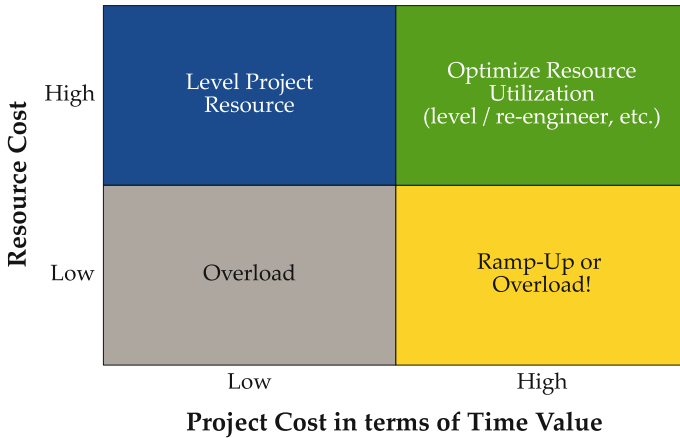 Resource Cost
High
Level Project
Resource
Optimize Resource
Utilization
(level / re-engineer, etc.)
Low
Overload
Ramp-Up or
Overload!
Low
High
Project Cost in terms of Time Value